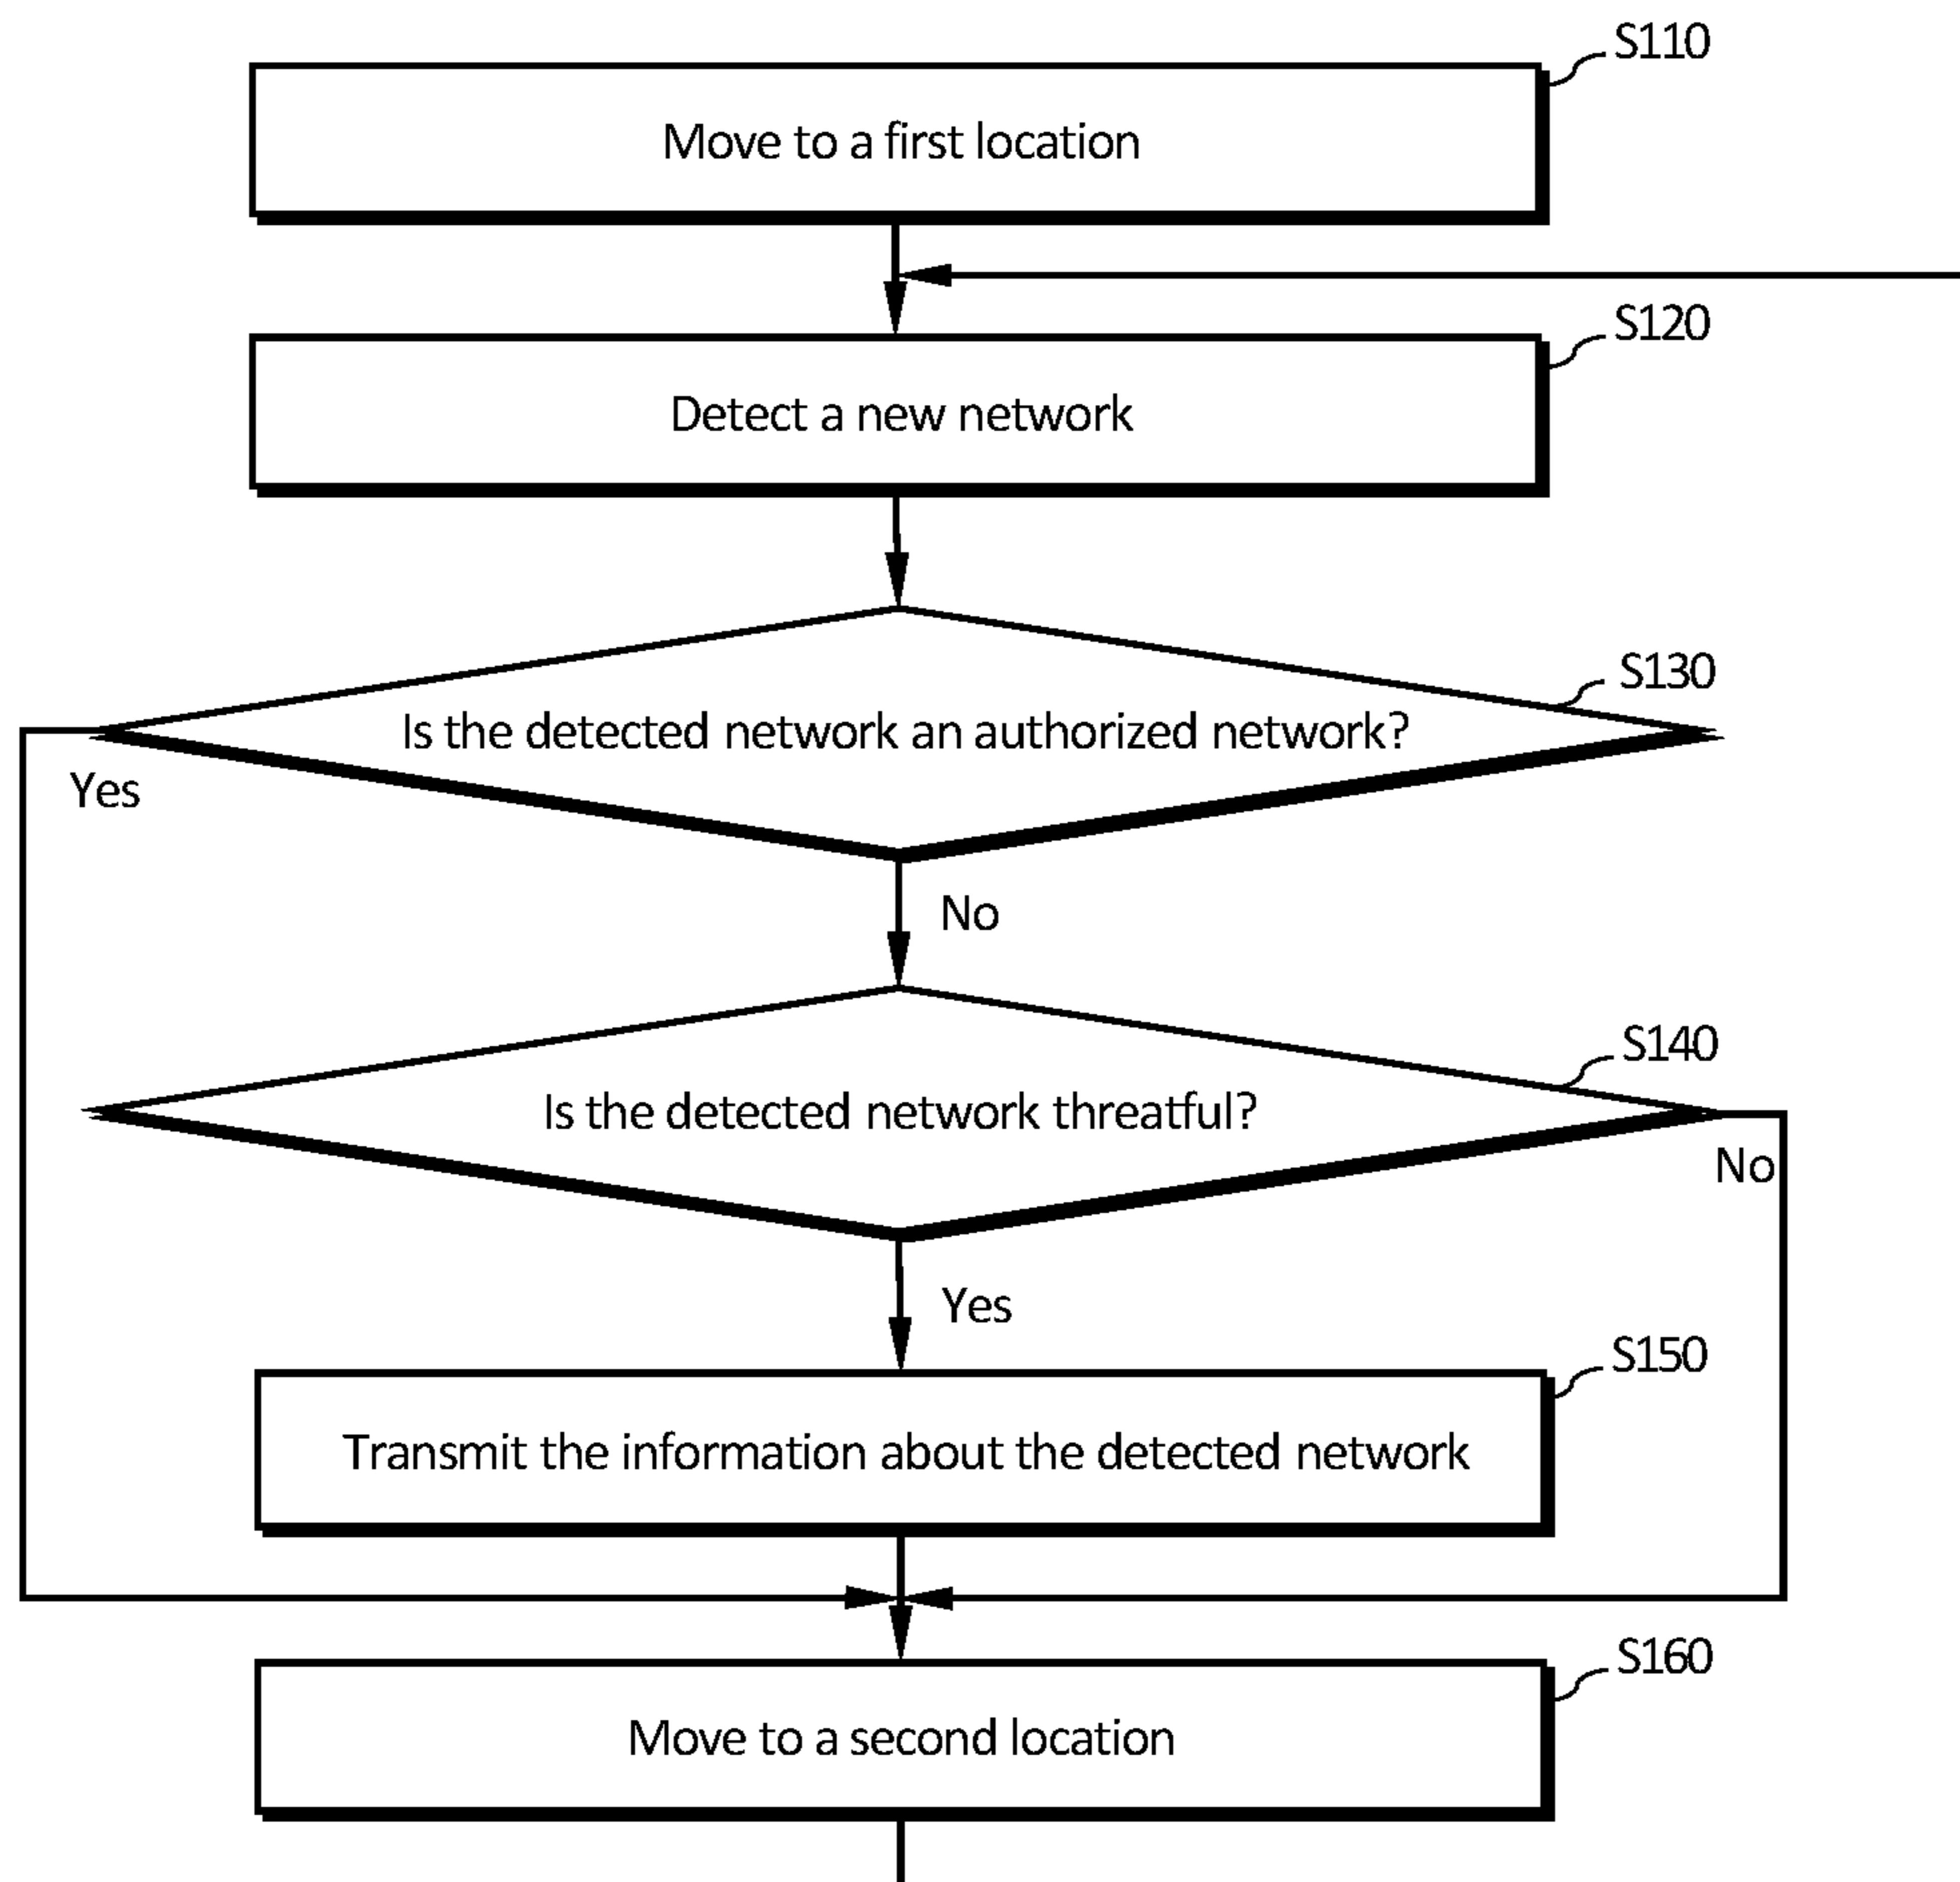 S110
Move to a first location
S120
Detect a new network
S130
Is the detected network an authorized network?
Yes
No
S140
Is the detected network threatful?
No
Yes
S150
Transmit the information about the detected network
S160
Move to a second location